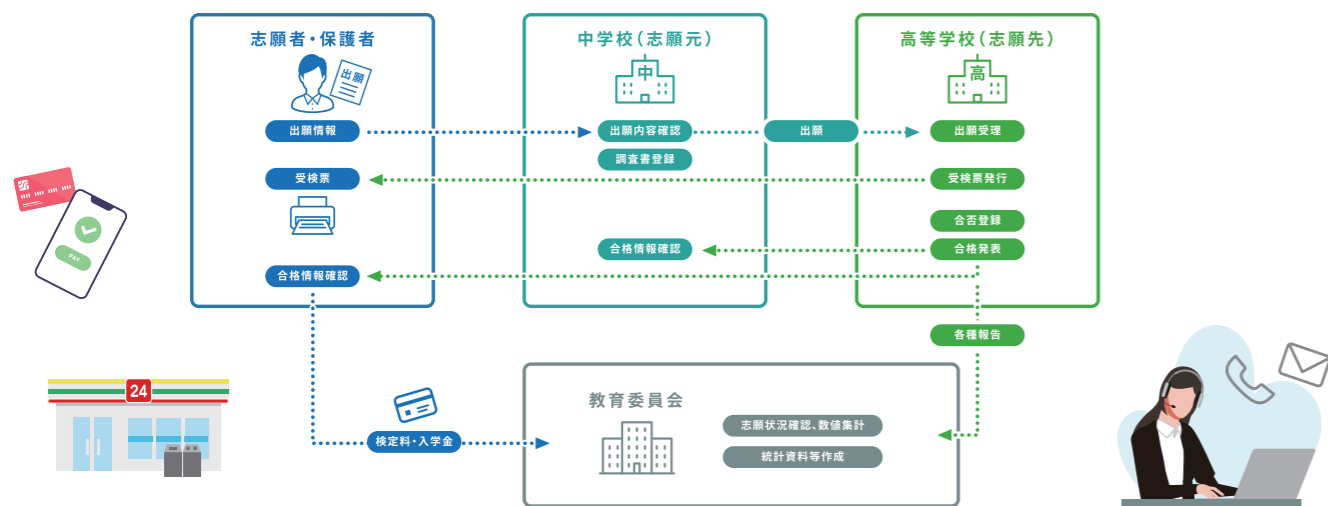 志願者・保護者
出願
出願情報
受検票
合格情報確認
中学校(志願元)
中
出願内容確認
調査書登録
合格情報確認
出願
高等学校(志願先)
高
出願受理
受検票発行
合否登録
合格発表
各種報告
PAY
24
検定料・入学金
教育委員会
志願状況確認、数値集計
統計資料等作成